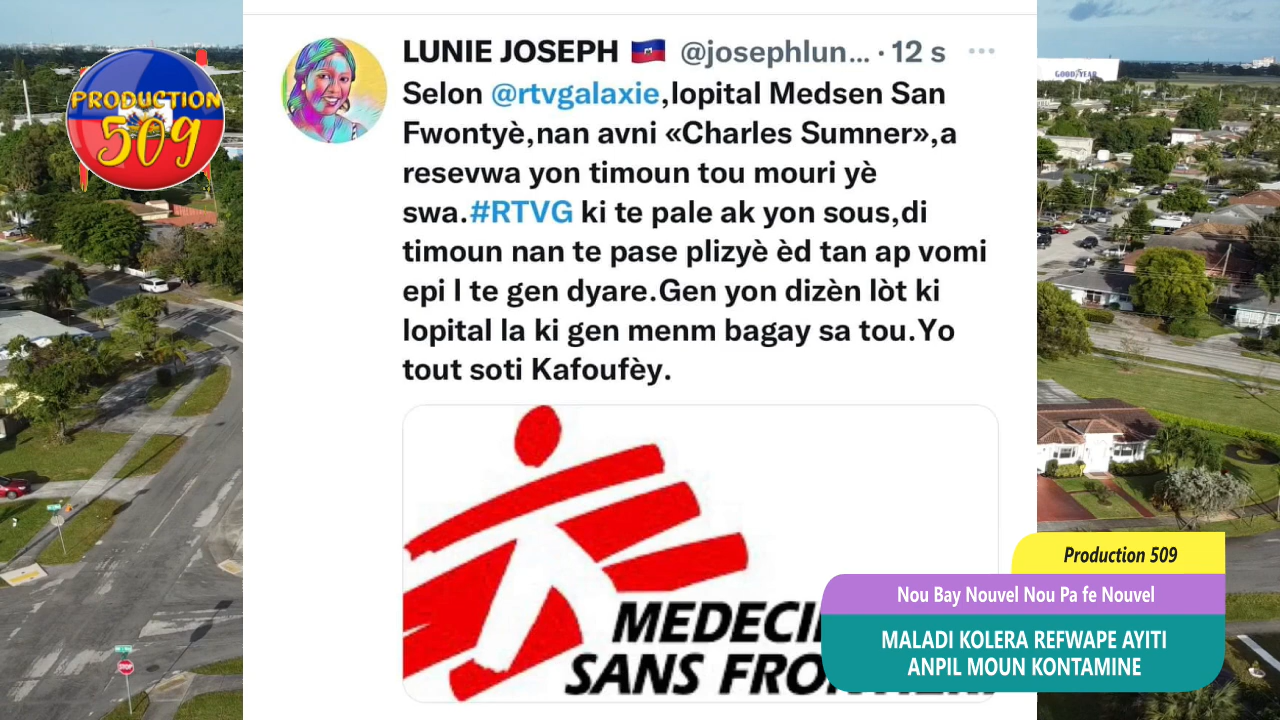 PRODUCTION
509
LUNIE JOSEPH 🇭🇹 @josephlun... · 12 s
Selon @rtvgalaxie,lopital Medsen San
Fwontyè,nan avni «Charles Sumner»,a
resevwa yon timoun tou mouri yè
swa.#RTVG ki te pale ak yon sous,di
timoun nan te pase plizyè èd tan ap vomi
epi l te gen dyare.Gen yon dizèn lòt ki
lopital la ki gen menm bagay sa tou.Yo
tout soti Kafoufèy.
GOODYEAR
SANS
STOP
Production 509
Nou Bay Nouvel Nou Pa fe Nouvel
MALADI KOLERA REFWAPE AYITI
ANPIL MOUN KONTAMINE